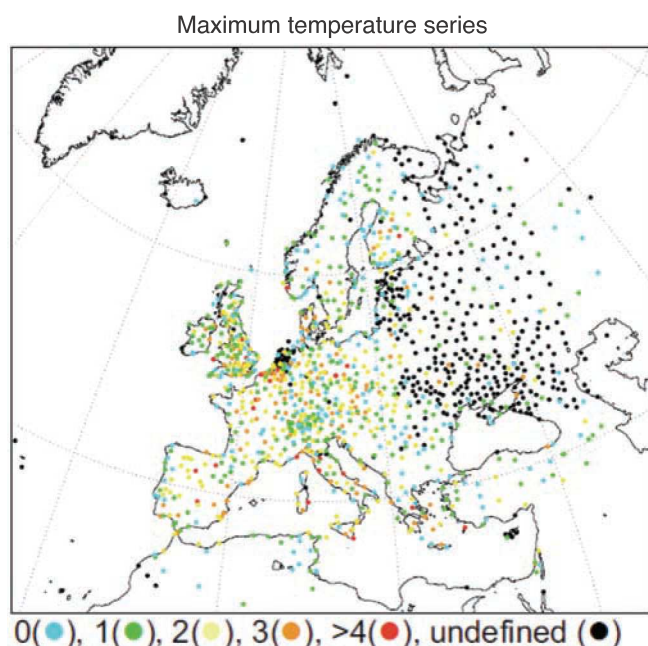 Maximum temperature series
0(●), 1(●), 2(●), 3(●), >4(●), undefined (●)